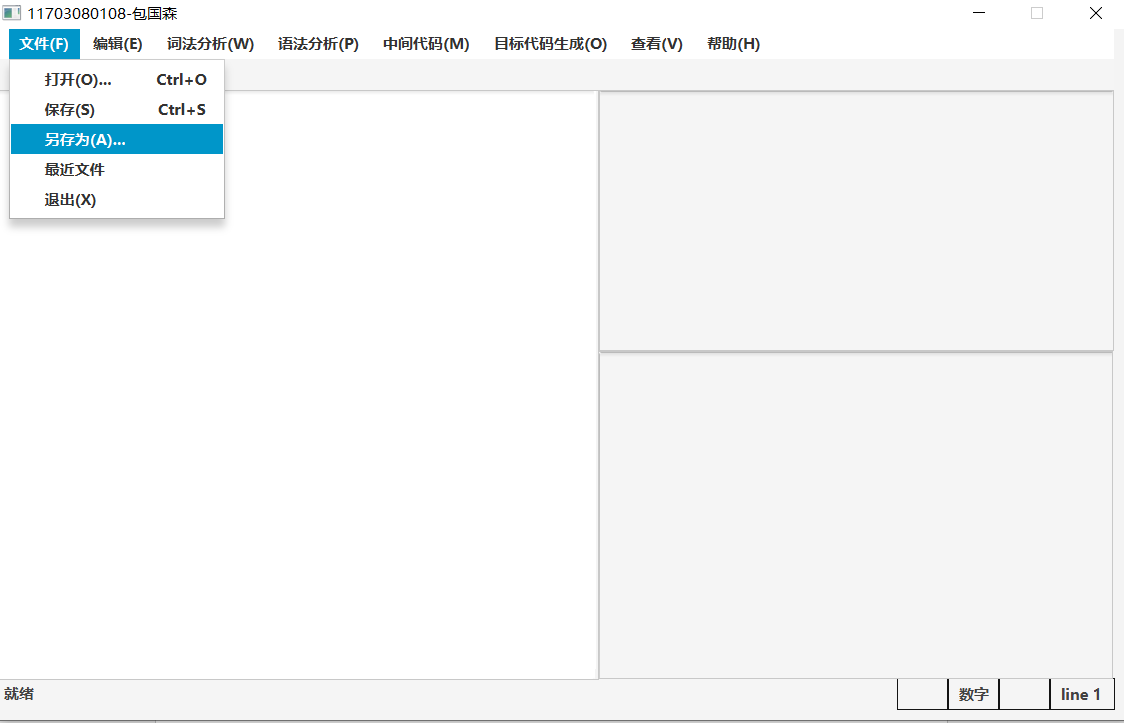 11703080108-包国森
文件(F) 编辑(E) 词法分析(W) 语法分析(P) 中间代码(M) 目标代码生成(O) 查看(V) 帮助(H)
打开(O)... Ctrl+O
保存(S) Ctrl+S
另存为(A)...
最近文件
退出(X)
就绪 数字 line 1